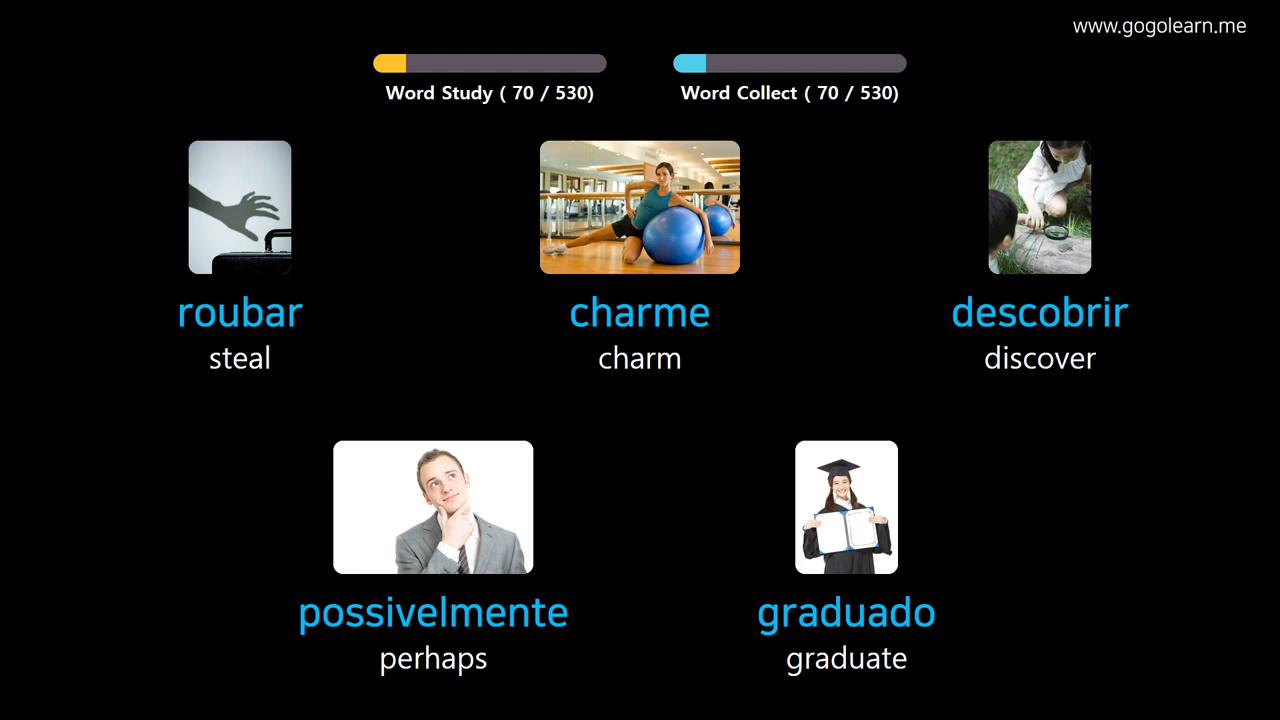 www.gogolearn.me
Word Study ( 70 / 530)
Word Collect ( 70 / 530)
roubar
steal
charme
charm
descobrir
discover
possivelmente
perhaps
graduado
graduate